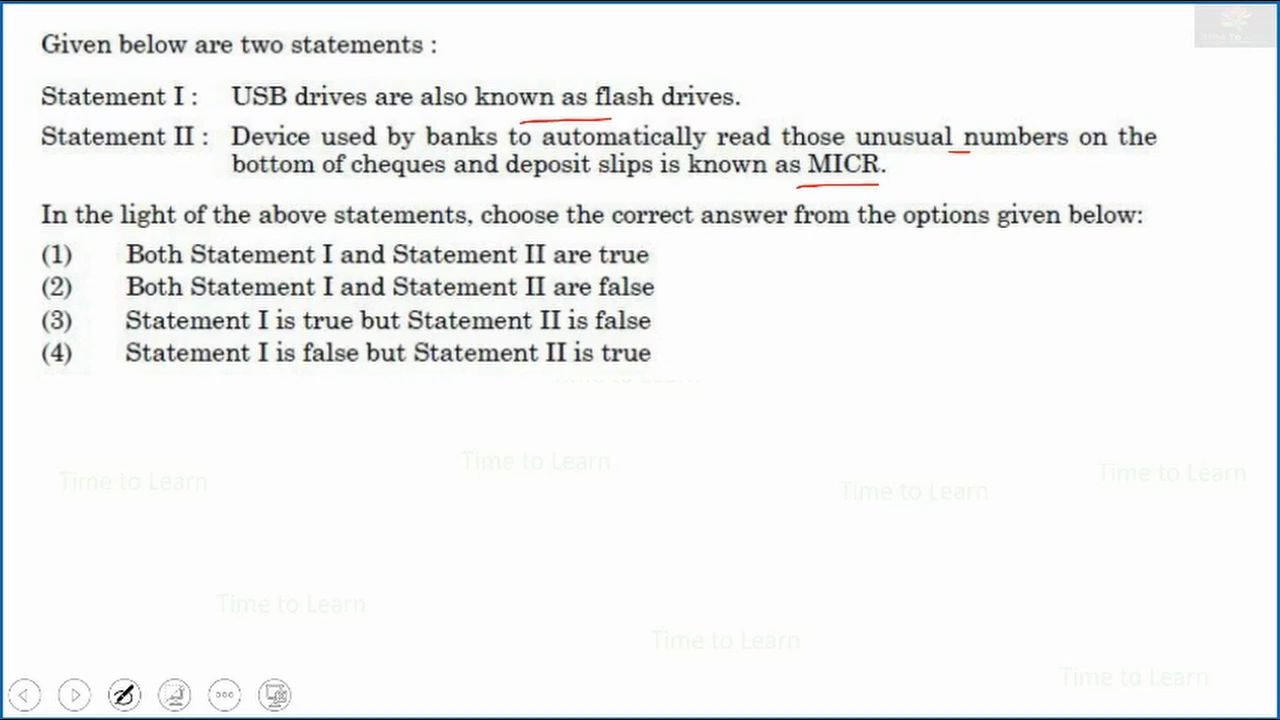 Given below are two statements :
Statement I : USB drives are also known as flash drives.
Statement II : Device used by banks to automatically read those unusual numbers on the
bottom of cheques and deposit slips is known as MICR.
In the light of the above statements, choose the correct answer from the options given below:
(1) Both Statement I and Statement II are true
(2) Both Statement I and Statement II are false
(3) Statement I is true but Statement II is false
(4) Statement I is false but Statement II is true
Time to Learn
Time to Learn
Time to Learn
Time to Learn
Time to Learn
Time to Learn
Time to Learn